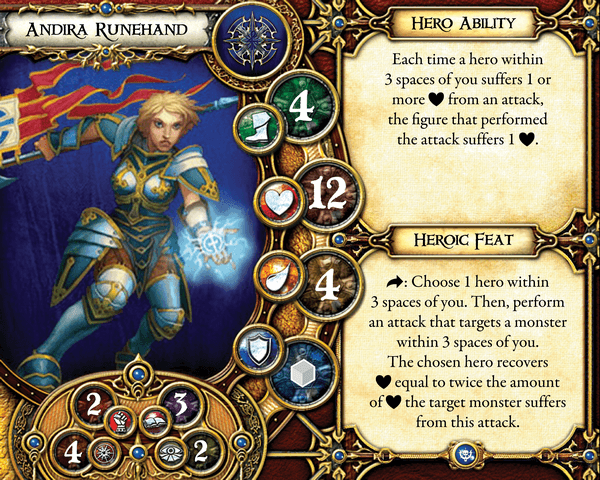 Andira Runehand
4
12
4
2
3
4
2
Hero Ability
Each time a hero within
3 spaces of you suffers 1 or
more ♥ from an attack,
the figure that performed
the attack suffers 1 ♥.
Heroic Feat
: Choose 1 hero within
3 spaces of you. Then, perform
an attack that targets a monster
within 3 spaces of you.
The chosen hero recovers
♥ equal to twice the amount
of ♥ the target monster suffers
from this attack.